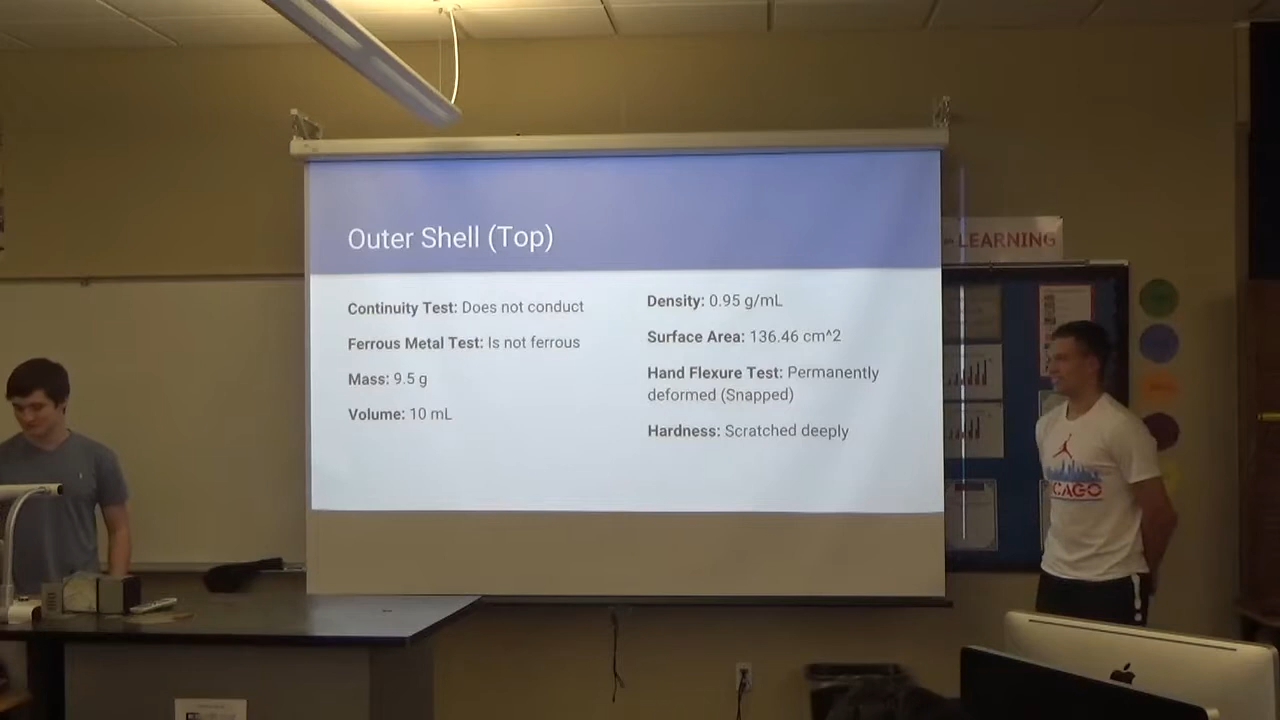 Outer Shell (Top)
Continuity Test: Does not conduct
Ferrous Metal Test: Is not ferrous
Mass: 9.5 g
Volume: 10 mL
Density: 0.95 g/mL
Surface Area: 136.46 cm^2
Hand Flexure Test: Permanently
deformed (Snapped)
Hardness: Scratched deeply
LEARNING
CAGO